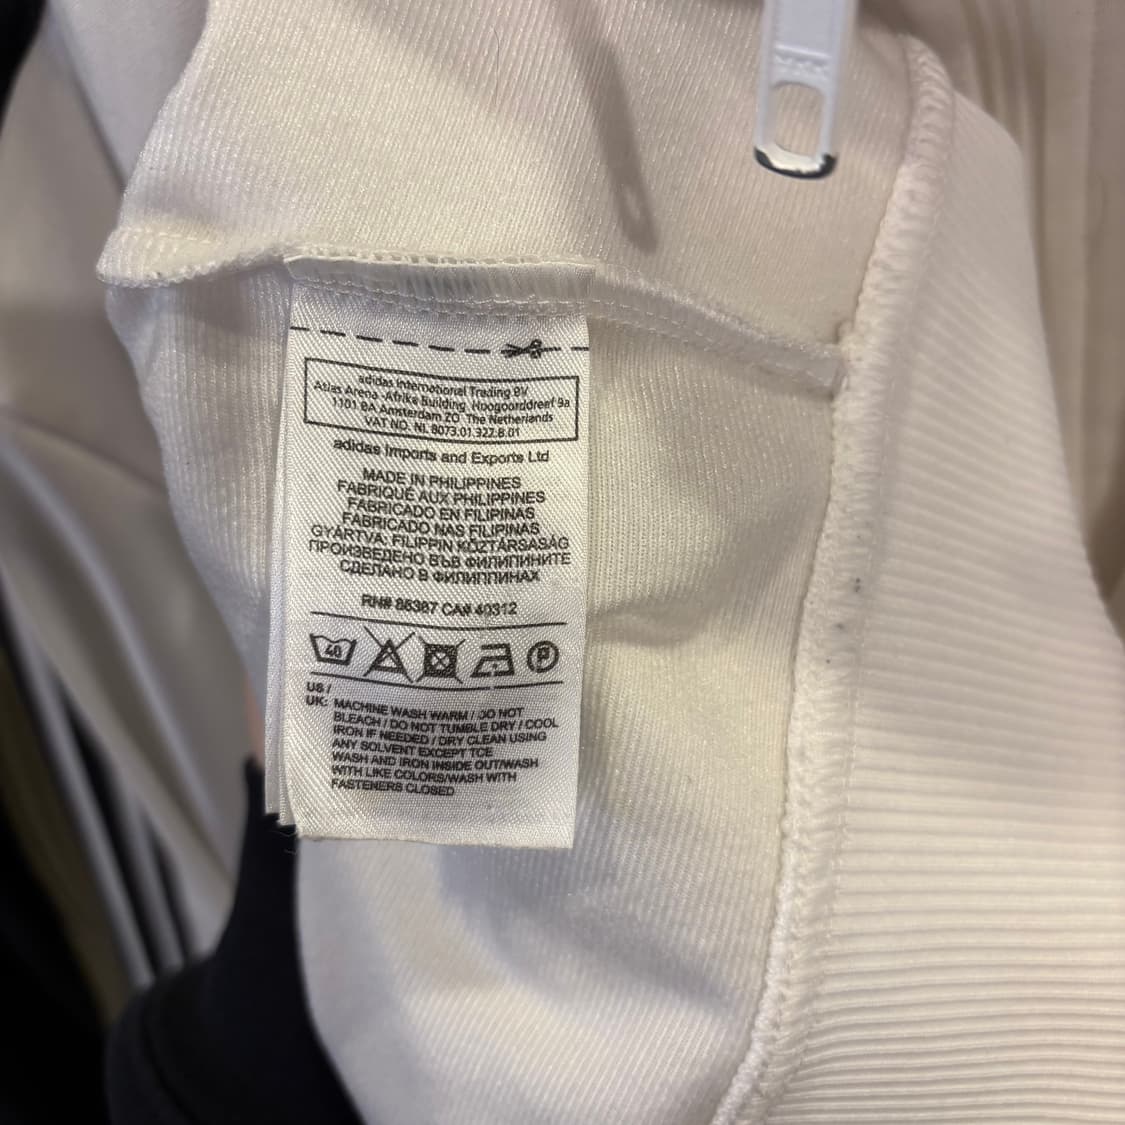 adidas International Trading BV
Atlas Arena -Afrika Building Hoogoorddreef 9a
1101 BA Amsterdam ZO The Netherlands
VAT NO. NL 8073.01.322.B.01
adidas Imports and Exports Ltd
MADE IN PHILIPPINES
FABRIQUÉ AUX PHILIPPINES
FABRICADO EN FILIPINAS
FABRICADO NAS FILIPINAS
GYÁRTVA: FILIPPIN KÖZTÁRSASÁG
ПРОИЗВЕДЕНО ВЪВ ФИЛИПИНИТЕ
СДЕЛАНО В ФИЛИППИНАХ
RN# 86387 CA# 40312
40 P
US /
UK: MACHINE WASH WARM / DO NOT
BLEACH / DO NOT TUMBLE DRY / COOL
IRON IF NEEDED / DRY CLEAN USING
ANY SOLVENT EXCEPT TCE
WASH AND IRON INSIDE OUT/WASH
WITH LIKE COLORS/WASH WITH
FASTENERS CLOSED